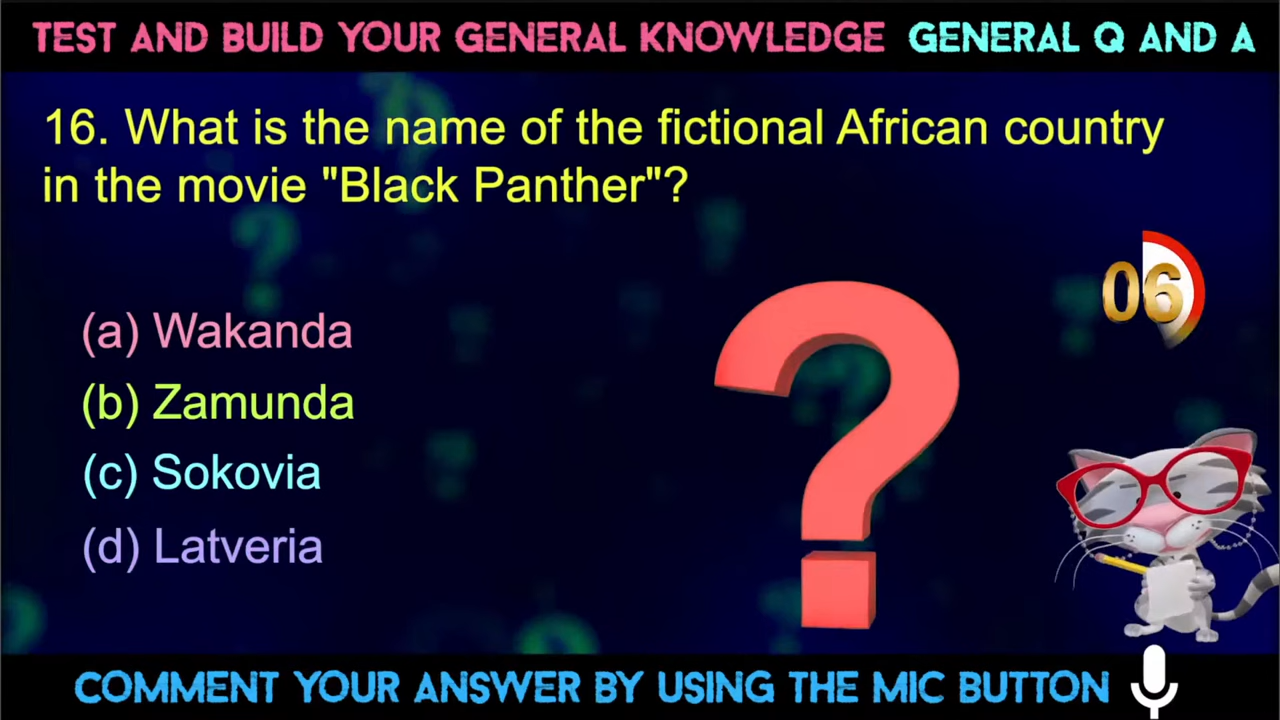 TEST AND BUILD YOUR GENERAL KNOWLEDGE GENERAL Q AND A
16. What is the name of the fictional African country
in the movie "Black Panther"?
06
(a) Wakanda
(b) Zamunda
(c) Sokovia
(d) Latveria
COMMENT YOUR ANSWER BY USING THE MIC BUTTON